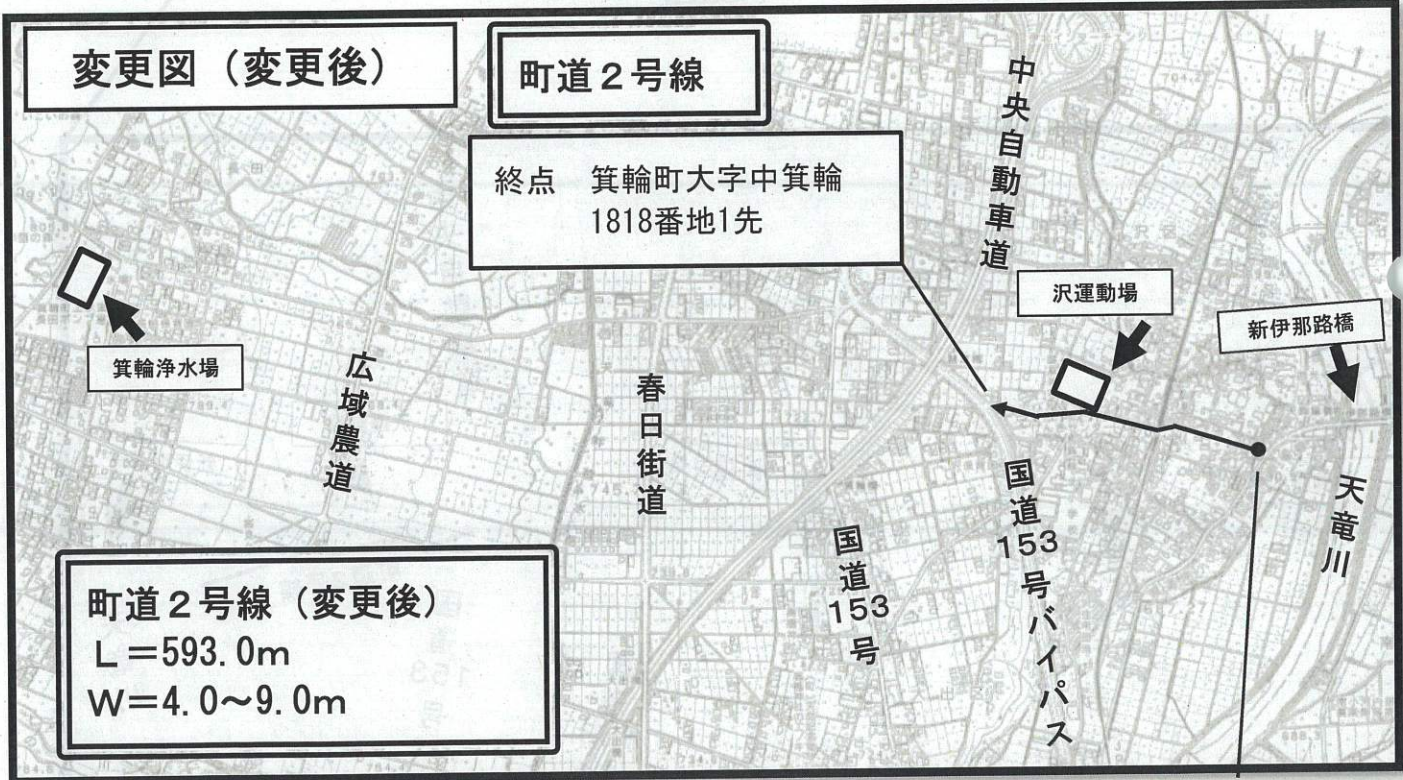 変更図（変更後）
町道２号線
終点　箕輪町大字中箕輪
1818番地1先
中央自動車道
沢運動場
新伊那路橋
箕輪浄水場
広域農道
春日街道
国道153号
国道153号バイパス
天竜川
町道２号線（変更後）
Ｌ＝593.0m
W＝4.0～9.0m